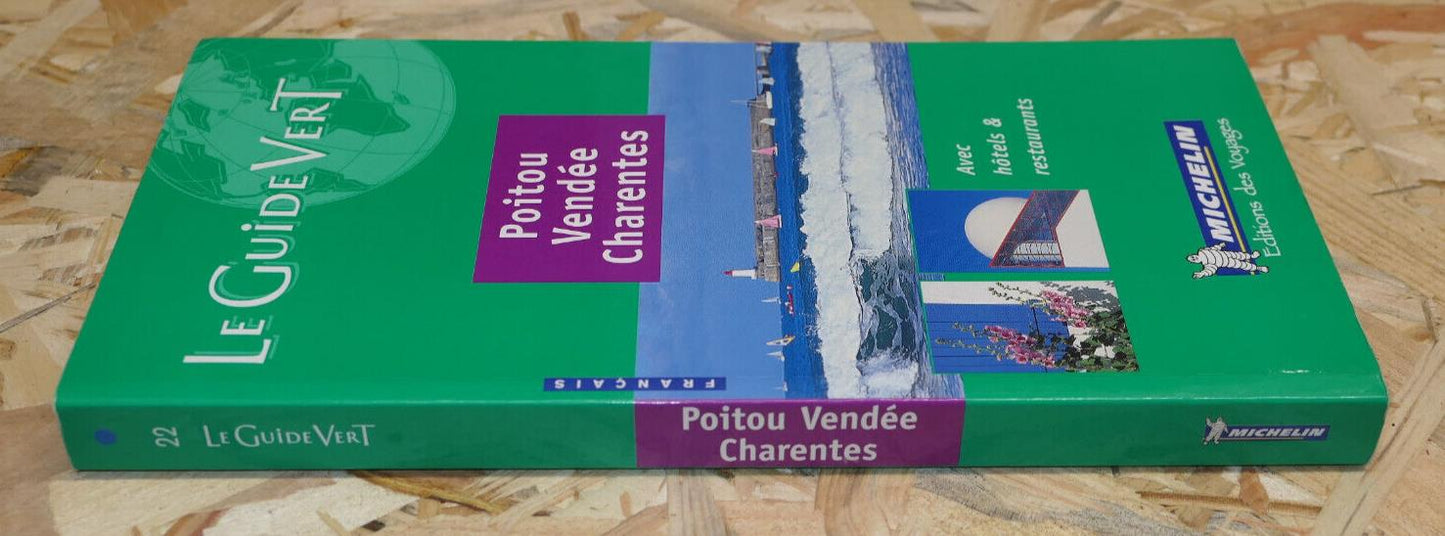 LE GUIDE VERT
Poitou
Vendée
Charentes
Avec
hôtels &
restaurants
MICHELIN
Editions des Voyages
FRANÇAIS
22
LE GUIDE VERT
Poitou Vendée
Charentes
MICHELIN